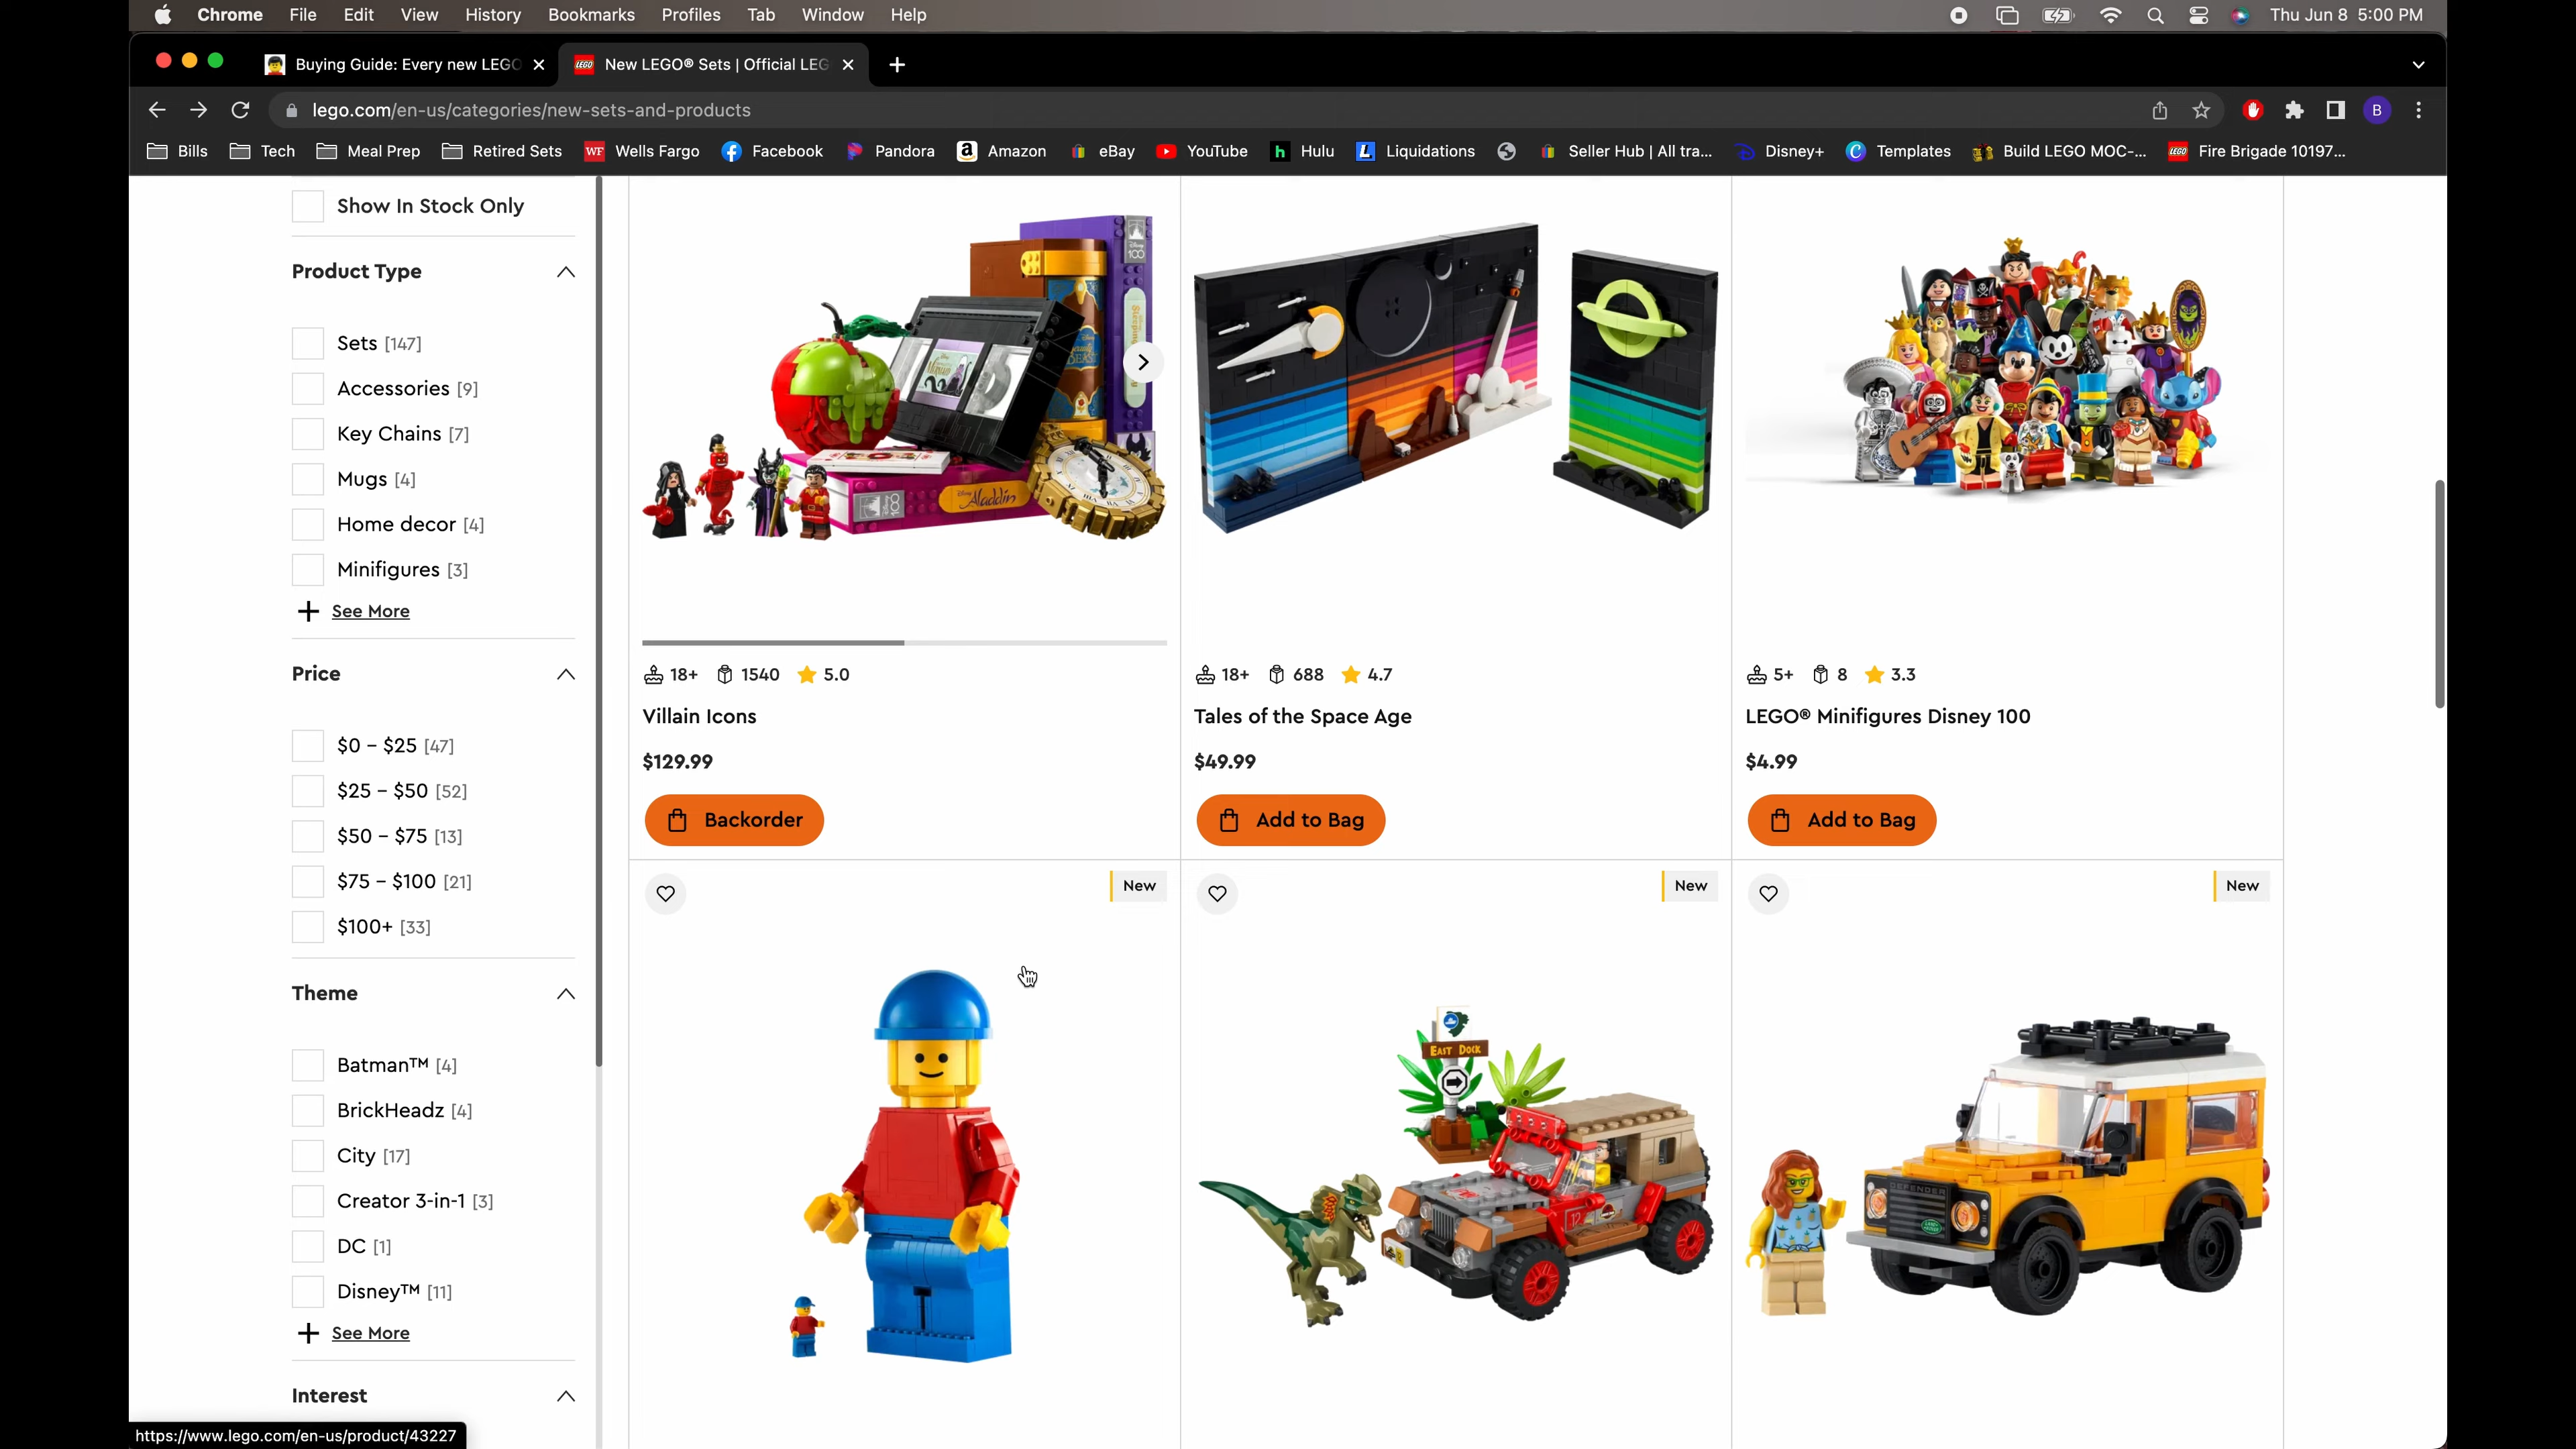 Chrome File Edit View History Bookmarks Profiles Tab Window Help Thu Jun 8 5:00 PM
Buying Guide: Every new LEGO New LEGO® Sets | Official LEG
lego.com/en-us/categories/new-sets-and-products B
Bills Tech Meal Prep Retired Sets WF Wells Fargo Facebook Pandora Amazon eBay YouTube h Hulu L Liquidations Seller Hub | All tra... Disney+ C Templates Build LEGO MOC-... LEGO Fire Brigade 10197...
Show In Stock Only
Product Type
Sets [147]
Accessories [9]
Key Chains [7]
Mugs [4]
Home decor [4]
Minifigures [3]
See More
Price
$0 – $25 [47]
$25 – $50 [52]
$50 – $75 [13]
$75 – $100 [21]
$100+ [33]
Theme
Batman™ [4]
BrickHeadz [4]
City [17]
Creator 3-in-1 [3]
DC [1]
Disney™ [11]
See More
Interest
https://www.lego.com/en-us/product/43227
Aladdin
100
18+ 1540 5.0
Villain Icons
$129.99
Backorder
18+ 688 4.7
Tales of the Space Age
$49.99
Add to Bag
5+ 8 3.3
LEGO® Minifigures Disney 100
$4.99
Add to Bag
New
New
EAST DOCK
12
New
DEFENDER